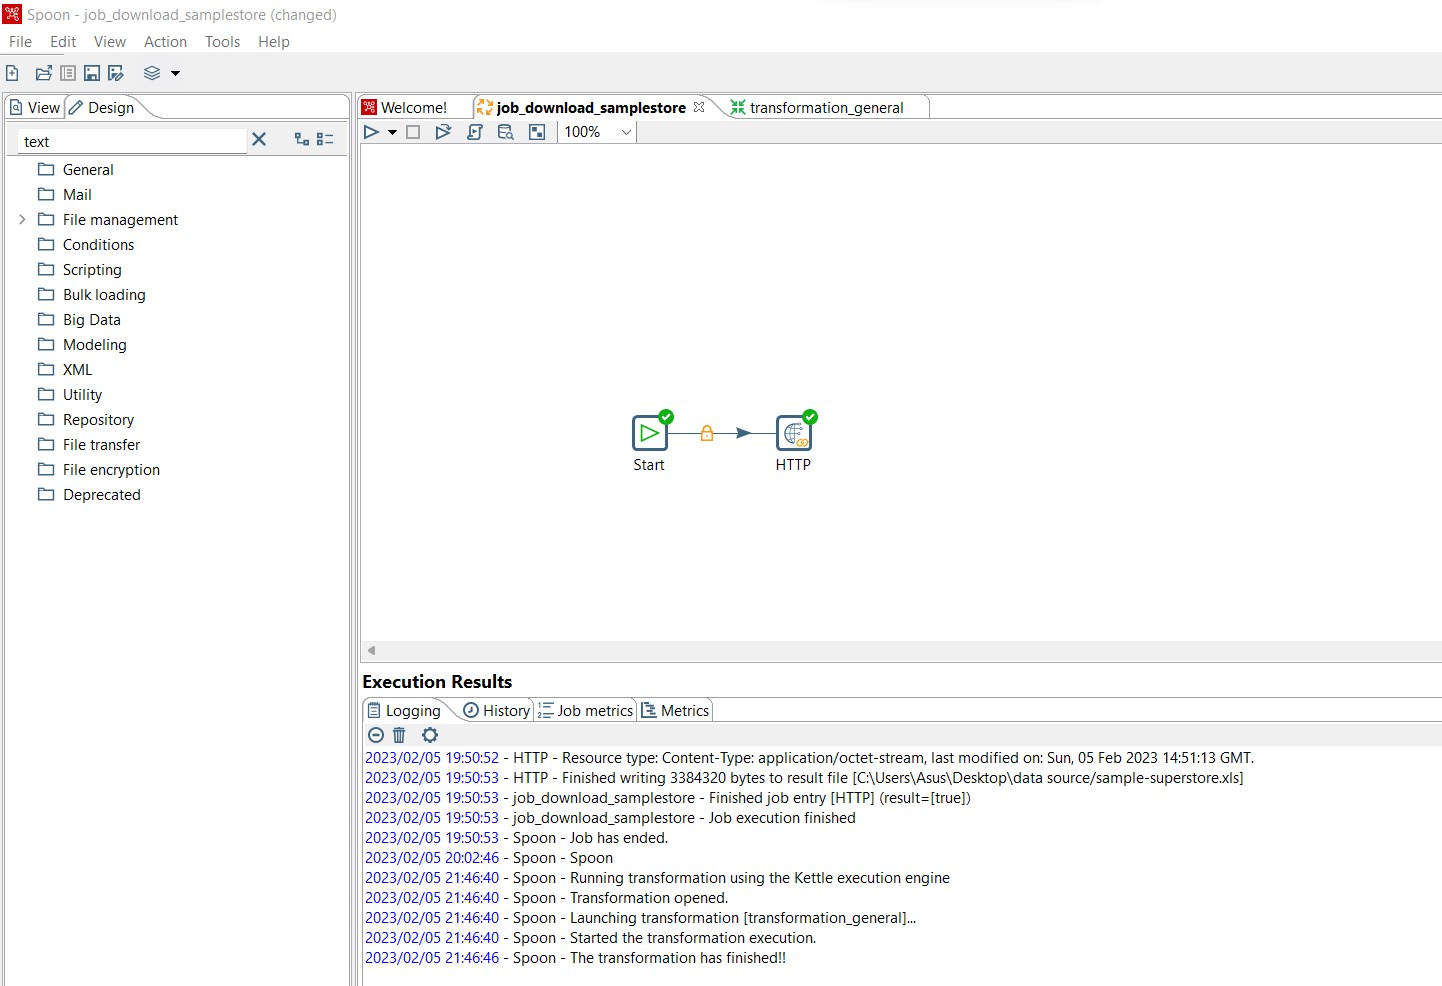 Spoon - job_download_samplestore (changed)
File Edit View Action Tools Help
View Design
Welcome! job_download_samplestore transformation_general
100%
text
General
Mail
File management
Conditions
Scripting
Bulk loading
Big Data
Modeling
XML
Utility
Repository
File transfer
File encryption
Deprecated
Start
HTTP
Execution Results
Logging History Job metrics Metrics
2023/02/05 19:50:52 - HTTP - Resource type: Content-Type: application/octet-stream, last modified on: Sun, 05 Feb 2023 14:51:13 GMT.
2023/02/05 19:50:53 - HTTP - Finished writing 3384320 bytes to result file [C:\Users\Asus\Desktop\data source/sample-superstore.xls]
2023/02/05 19:50:53 - job_download_samplestore - Finished job entry [HTTP] (result=[true])
2023/02/05 19:50:53 - job_download_samplestore - Job execution finished
2023/02/05 19:50:53 - Spoon - Job has ended.
2023/02/05 20:02:46 - Spoon - Spoon
2023/02/05 21:46:40 - Spoon - Running transformation using the Kettle execution engine
2023/02/05 21:46:40 - Spoon - Transformation opened.
2023/02/05 21:46:40 - Spoon - Launching transformation [transformation_general]...
2023/02/05 21:46:40 - Spoon - Started the transformation execution.
2023/02/05 21:46:46 - Spoon - The transformation has finished!!